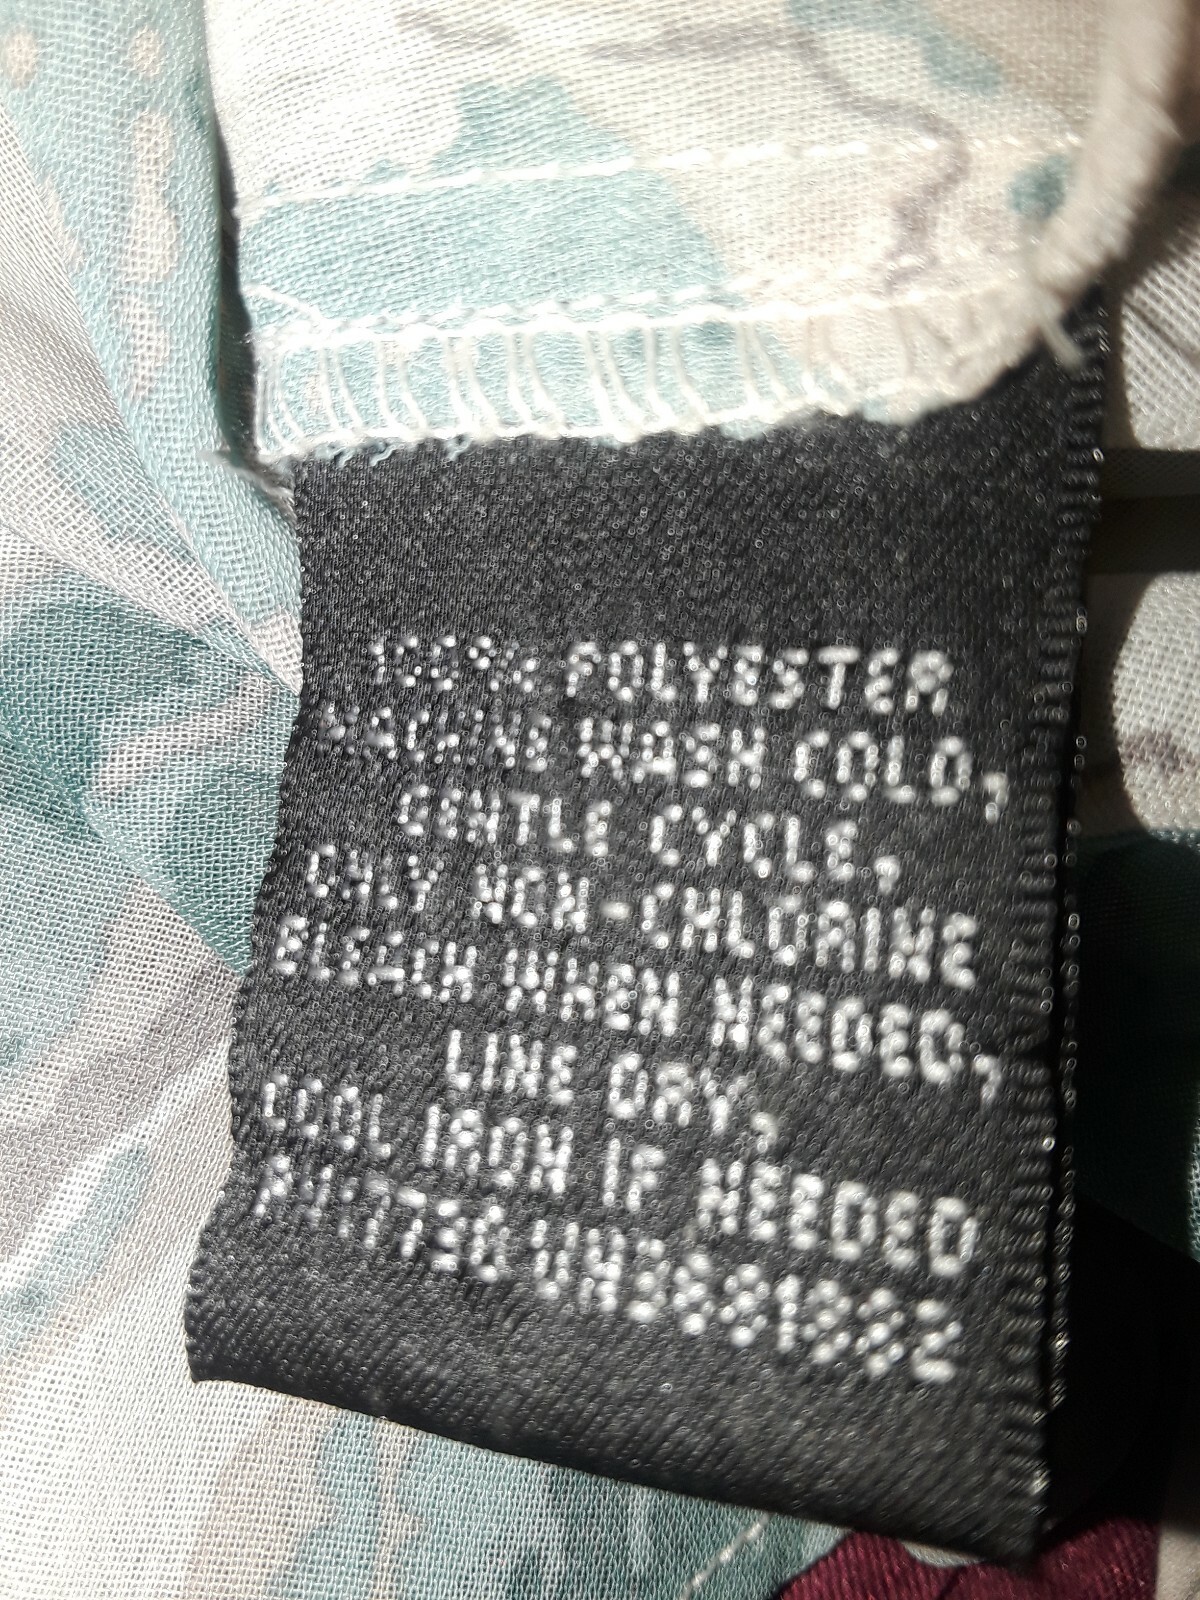 100% POLYESTER
MACHINE WASH COLD,
GENTLE CYCLE,
ONLY NON-CHLORINE
BLEACH WHEN NEEDED,
LINE DRY,
COOL IRON IF NEEDED